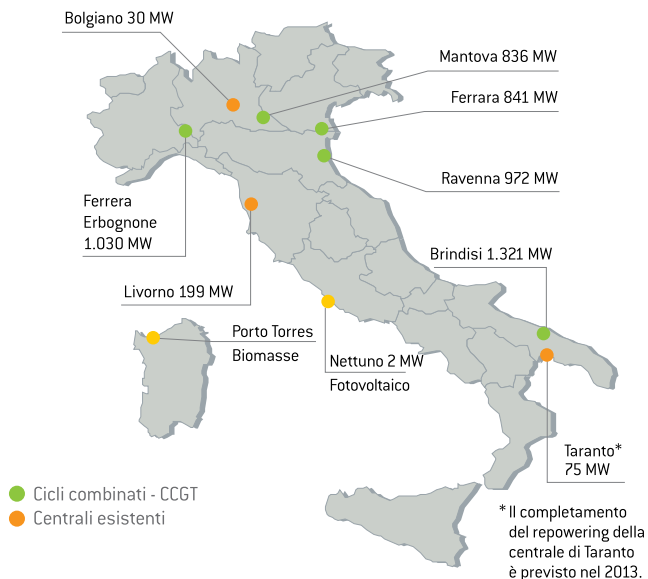 Bolgiano 30 MW
Mantova 836 MW
Ferrara 841 MW
Ravenna 972 MW
Ferrera
Erbognone
1.030 MW
Brindisi 1.321 MW
Livorno 199 MW
Porto Torres
Biomasse
Nettuno 2 MW
Fotovoltaico
Taranto*
75 MW
Cicli combinati - CCGT
Centrali esistenti
* Il completamento
del repowering della
centrale di Taranto
è previsto nel 2013.